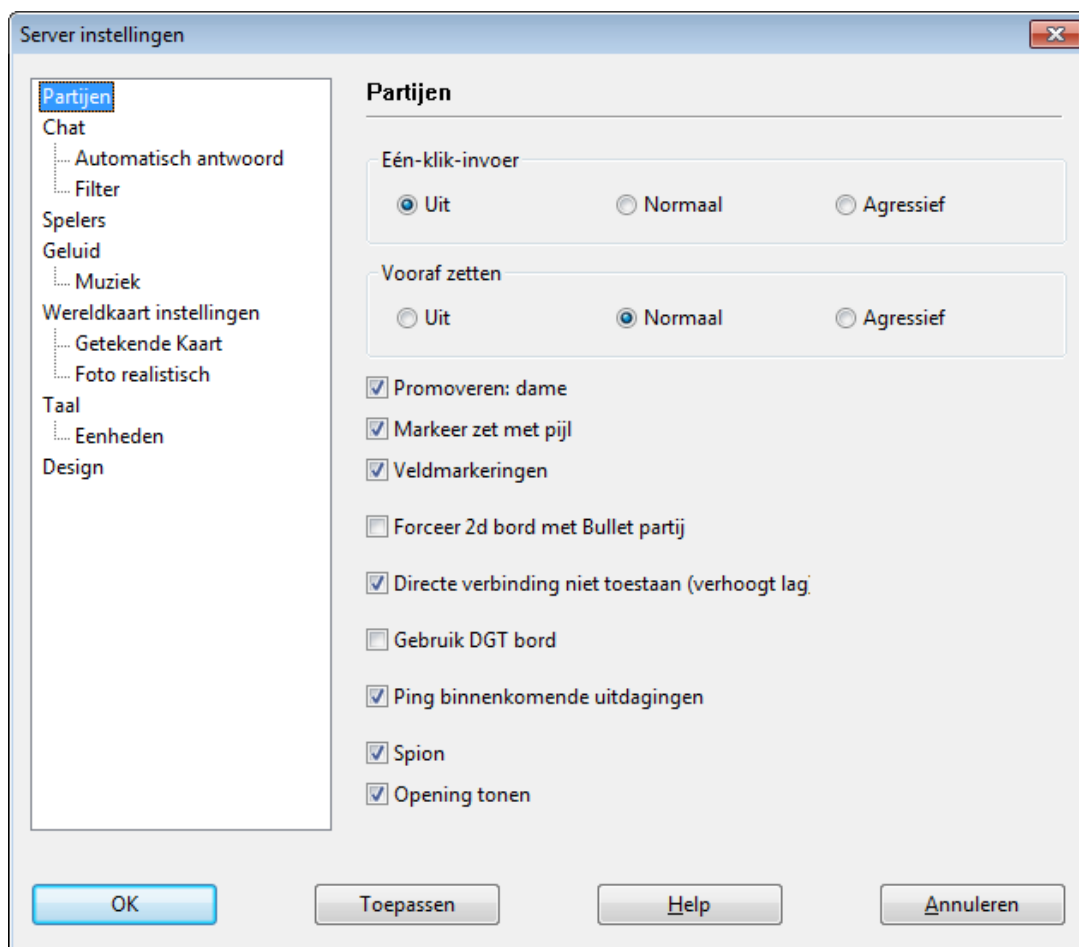 Server instellingen
Partijen
Chat
Automatisch antwoord
Filter
Spelers
Geluid
Muziek
Wereldkaart instellingen
Getekende Kaart
Foto realistisch
Taal
Eenheden
Design
Partijen
Eén-klik-invoer
Uit Normaal Agressief
Vooraf zetten
Uit Normaal Agressief
Promoveren: dame
Markeer zet met pijl
Veldmarkeringen
Forceer 2d bord met Bullet partij
Directe verbinding niet toestaan (verhoogt lag)
Gebruik DGT bord
Ping binnenkomende uitdagingen
Spion
Opening tonen
OK Toepassen Help Annuleren